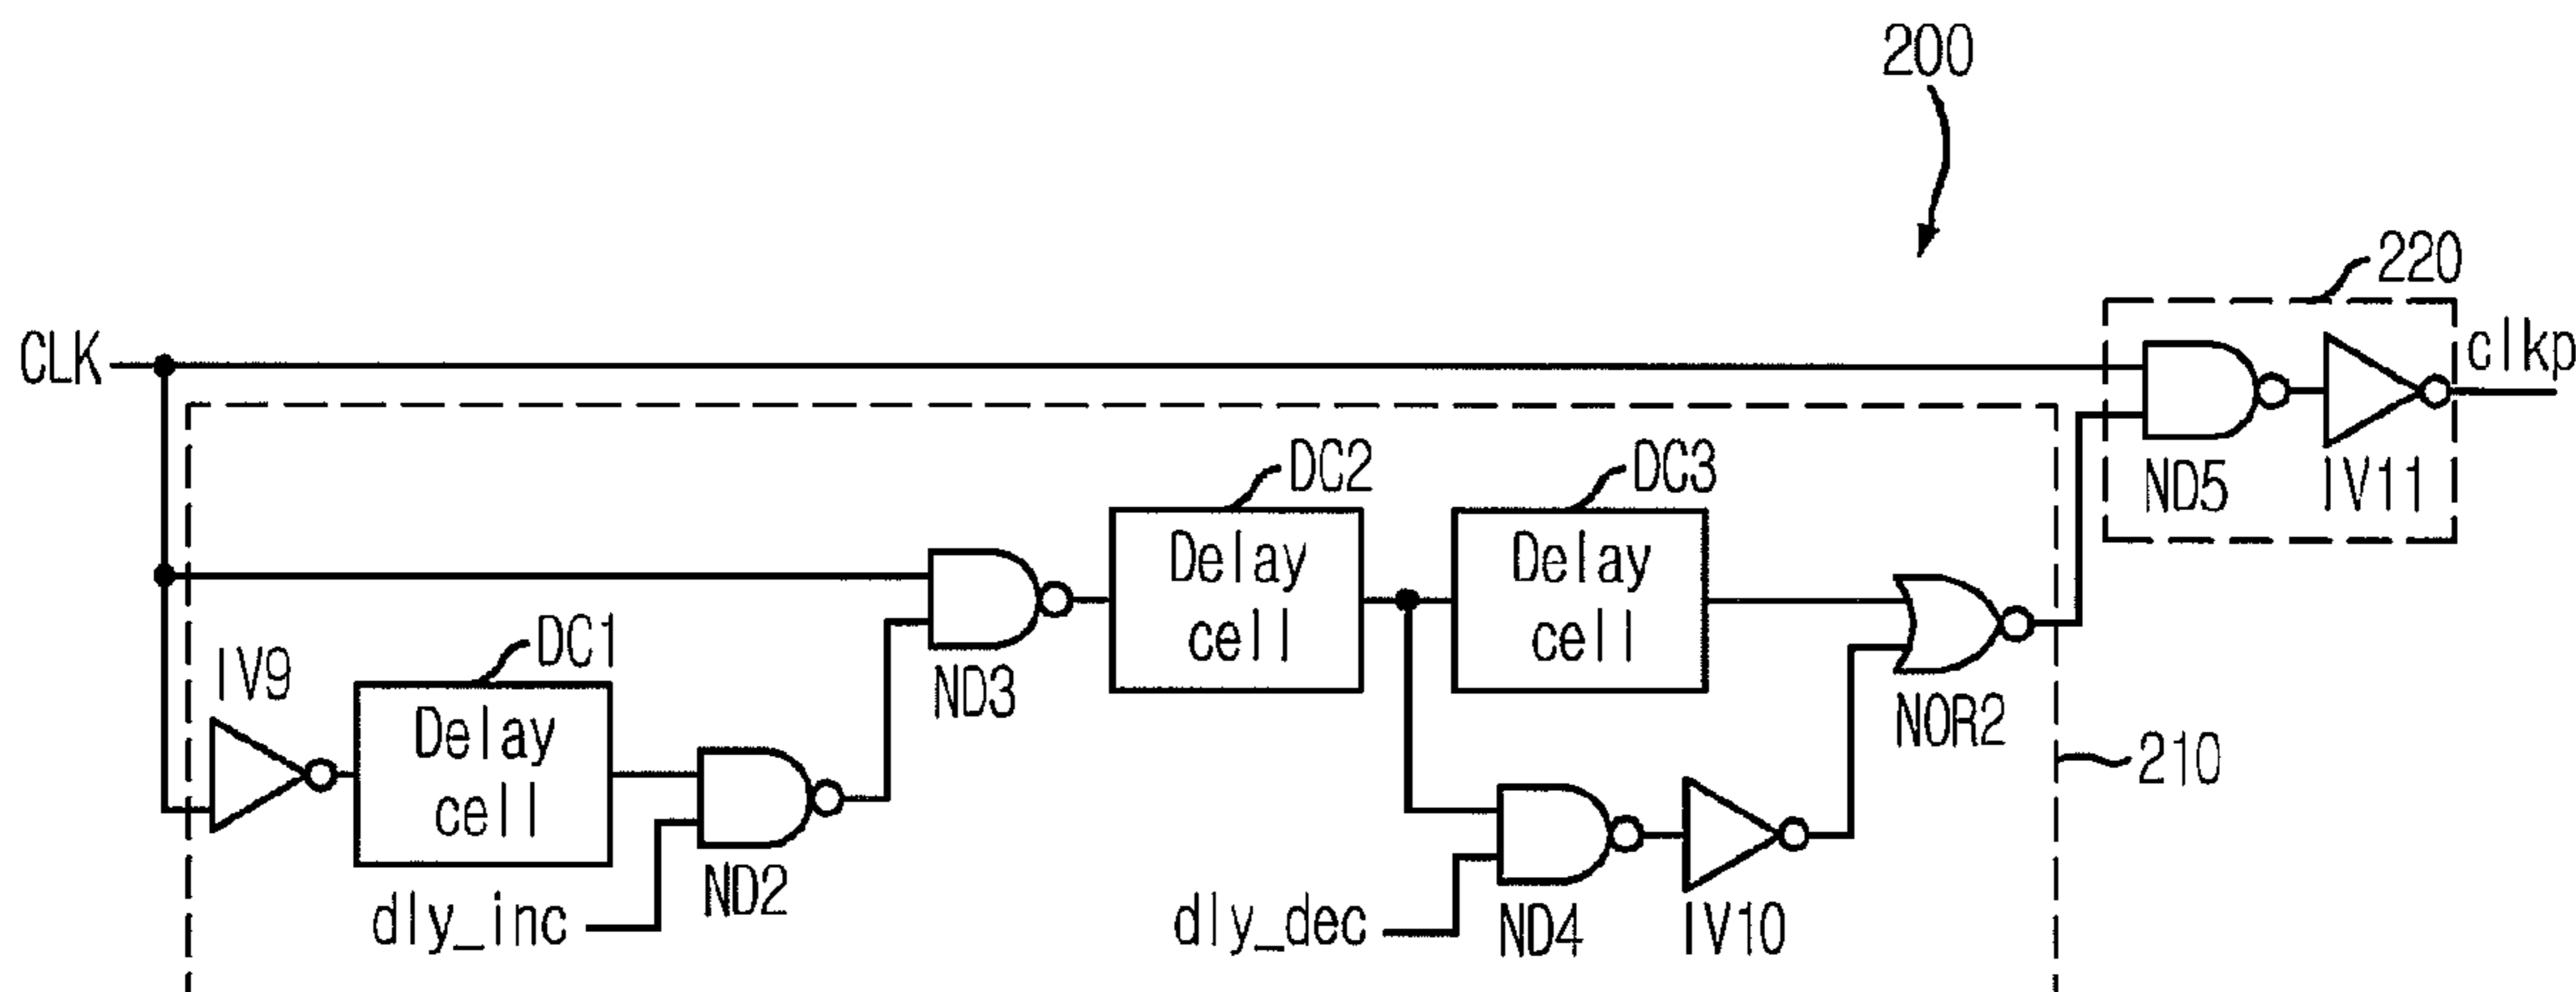 200
220
CLK
clkp
DC2
DC3
ND5
IV11
Delay
cell
Delay
cell
IV9
DC1
ND3
NOR2
Delay
cell
210
ND2
dly_inc
dly_dec
ND4
IV10